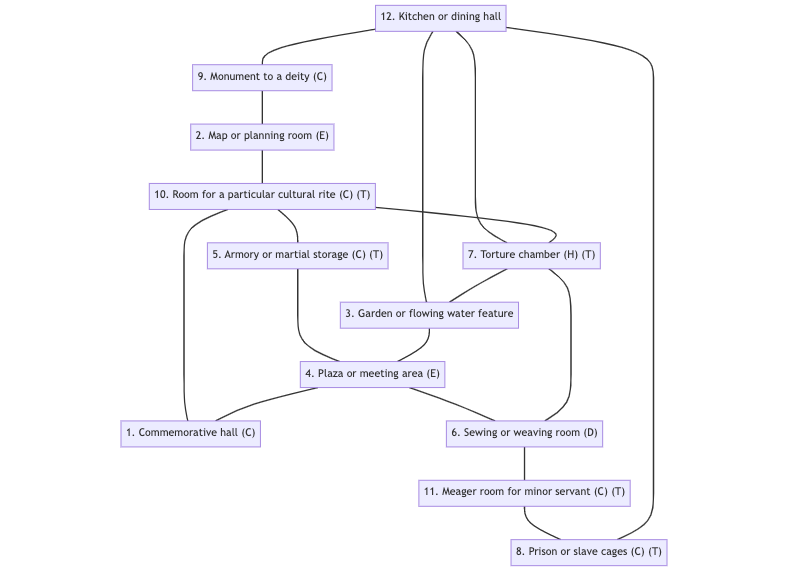 12. Kitchen or dining hall
9. Monument to a deity (C)
2. Map or planning room (E)
10. Room for a particular cultural rite (C) (T)
5. Armory or martial storage (C) (T)
7. Torture chamber (H) (T)
3. Garden or flowing water feature
4. Plaza or meeting area (E)
1. Commemorative hall (C)
6. Sewing or weaving room (D)
11. Meager room for minor servant (C) (T)
8. Prison or slave cages (C) (T)